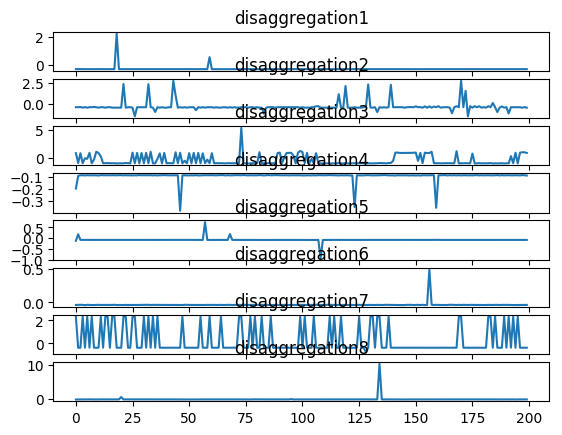 disaggregation1
2
0
disaggregation2
2.5
0.0
disaggregation3
5
0
disaggregation4
−0.1
−0.2
−0.3
disaggregation5
0.5
0.0
−0.5
−1.0
disaggregation6
0.5
0.0
disaggregation7
2
0
disaggregation8
10
0
0 25 50 75 100 125 150 175 200